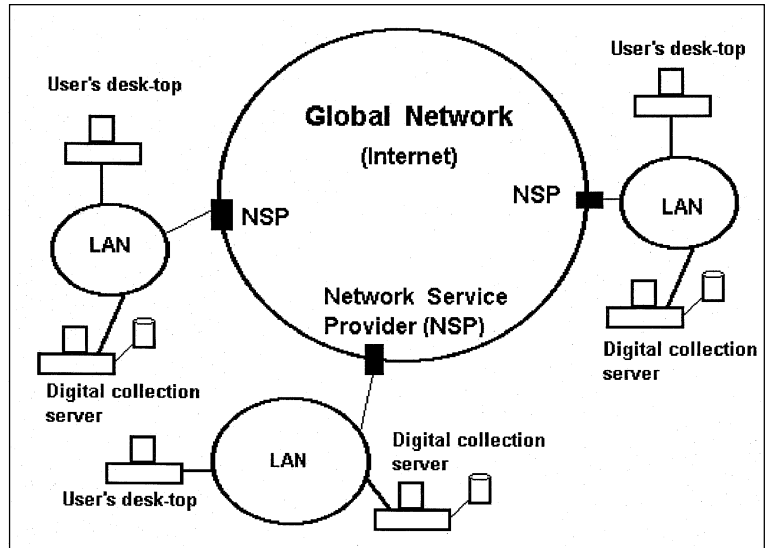 User's desk-top
User's desk-top
Global Network
(Internet)
NSP
NSP
LAN
LAN
Network Service
Provider (NSP)
Digital collection
server
Digital collection
server
Digital collection
server
LAN
User's desk-top